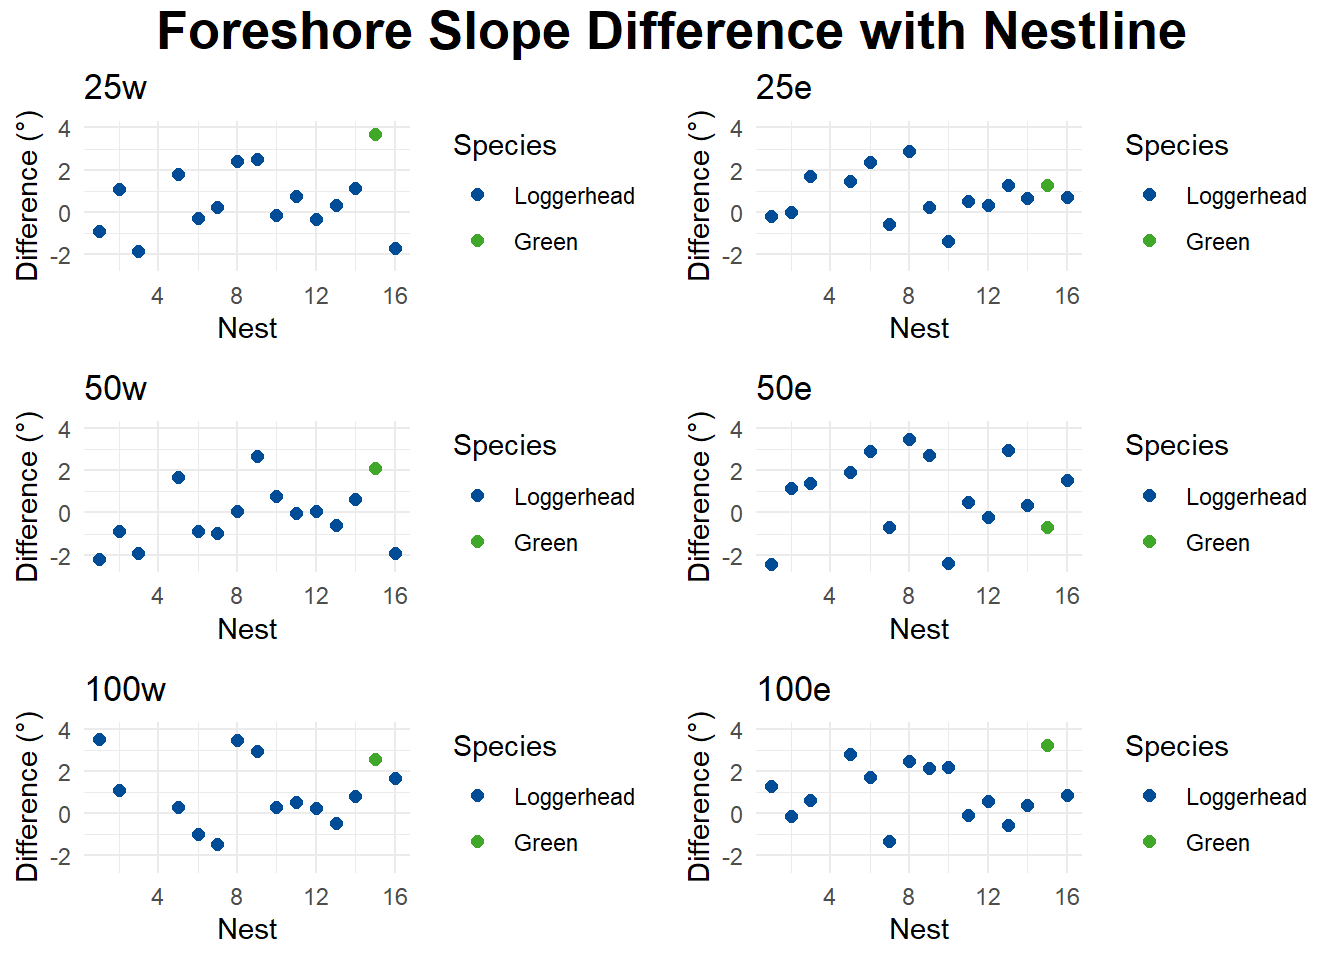 Foreshore Slope Difference with Nestline
25w
Difference (°)
4
2
0
-2
4 8 12 16
Nest
Species
Loggerhead
Green
25e
Difference (°)
4
2
0
-2
4 8 12 16
Nest
Species
Loggerhead
Green
50w
Difference (°)
4
2
0
-2
4 8 12 16
Nest
Species
Loggerhead
Green
50e
Difference (°)
4
2
0
-2
4 8 12 16
Nest
Species
Loggerhead
Green
100w
Difference (°)
4
2
0
-2
4 8 12 16
Nest
Species
Loggerhead
Green
100e
Difference (°)
4
2
0
-2
4 8 12 16
Nest
Species
Loggerhead
Green